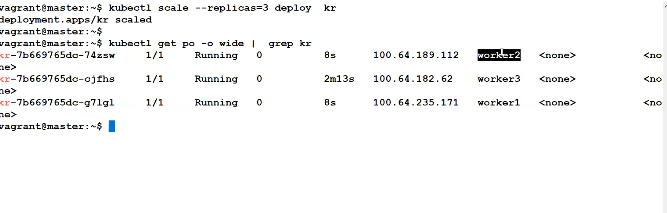 vagrant@master:~$ kubectl scale --replicas=3 deploy  kr
deployment.apps/kr scaled
vagrant@master:~$
vagrant@master:~$ kubectl get po -o wide |  grep kr
kr-7b669765dc-74zsw     1/1     Running   0          8s      100.64.189.112   worker2   <none>           <no
ne>
kr-7b669765dc-cjfhs     1/1     Running   0          2m13s   100.64.182.62    worker3   <none>           <no
ne>
kr-7b669765dc-g7lgl     1/1     Running   0          8s      100.64.235.171   worker1   <none>           <no
ne>
vagrant@master:~$